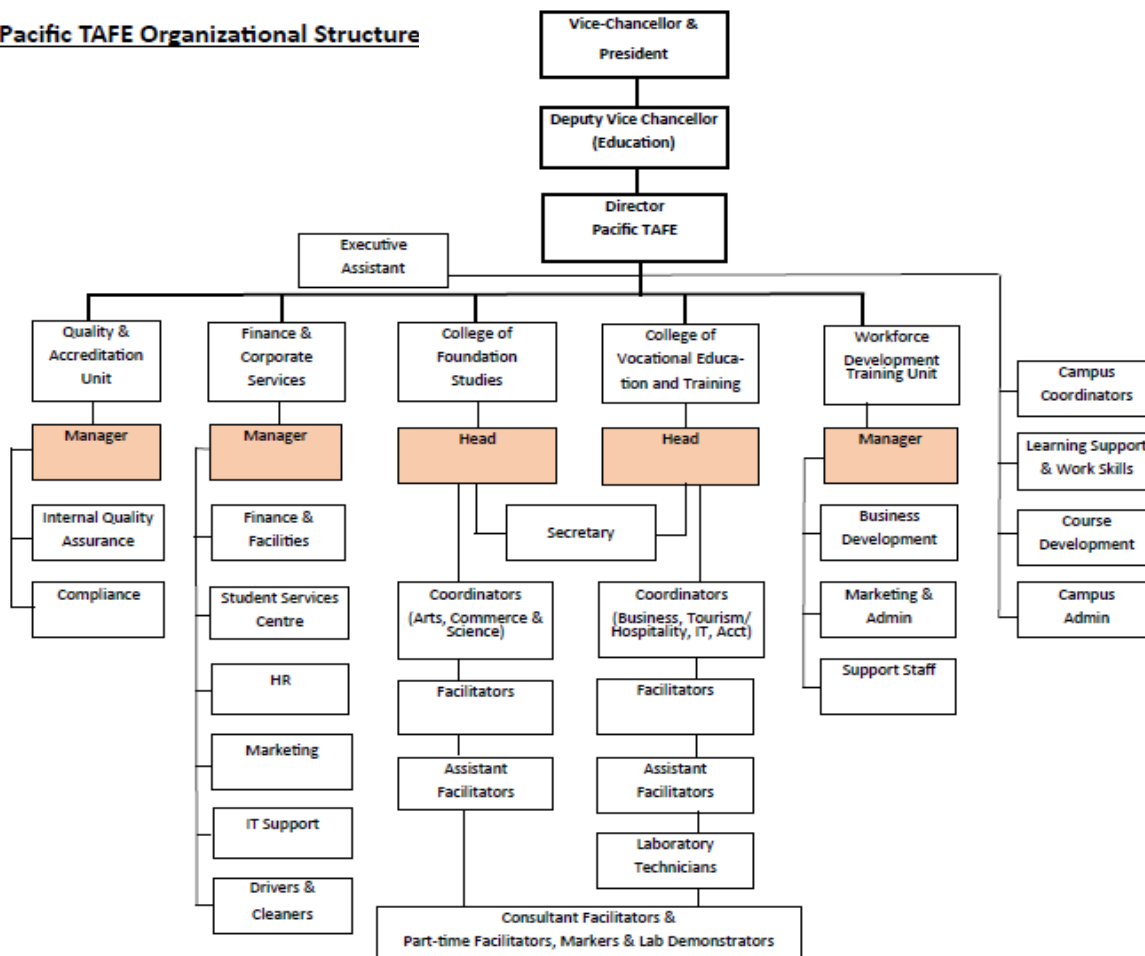 Pacific TAFE Organizational Structure
Vice-Chancellor &
President
Deputy Vice Chancellor
(Education)
Director
Pacific TAFE
Executive
Assistant
Quality &
Accreditation
Unit
Finance &
Corporate
Services
College of
Foundation
Studies
College of
Vocational Educa-
tion and Training
Workforce
Development
Training Unit
Campus
Coordinators
Manager
Manager
Head
Head
Manager
Learning Support
& Work Skills
Internal Quality
Assurance
Finance &
Facilities
Secretary
Business
Development
Course
Development
Compliance
Student Services
Centre
Coordinators
(Arts, Commerce &
Science)
Coordinators
(Business, Tourism/
Hospitality, IT, Acct)
Marketing &
Admin
Campus
Admin
HR
Facilitators
Facilitators
Support Staff
Marketing
Assistant
Facilitators
Assistant
Facilitators
IT Support
Laboratory
Technicians
Drivers &
Cleaners
Consultant Facilitators &
Part-time Facilitators, Markers & Lab Demonstrators